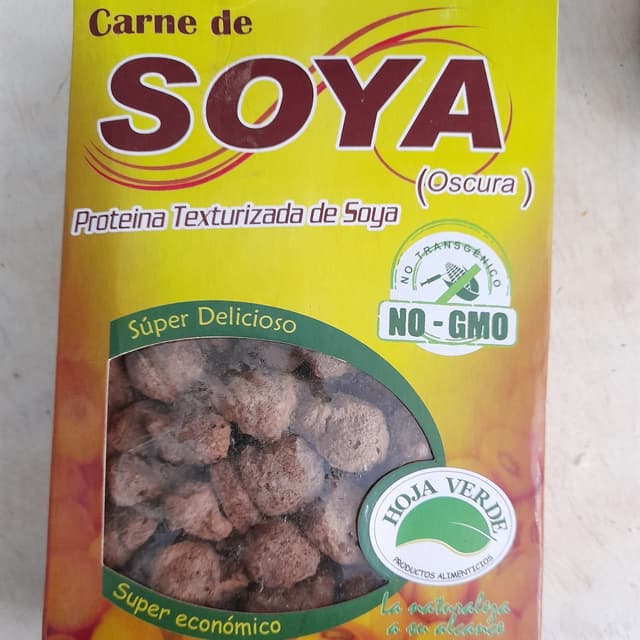 Carne de
SOYA
(Oscura)
Proteina Texturizada de Soya
NO TRANSGÉNICO
NO - GMO
Súper Delicioso
HOJA VERDE
PRODUCTOS ALIMENTICIOS
Super económico
La naturaleza
a su alcance